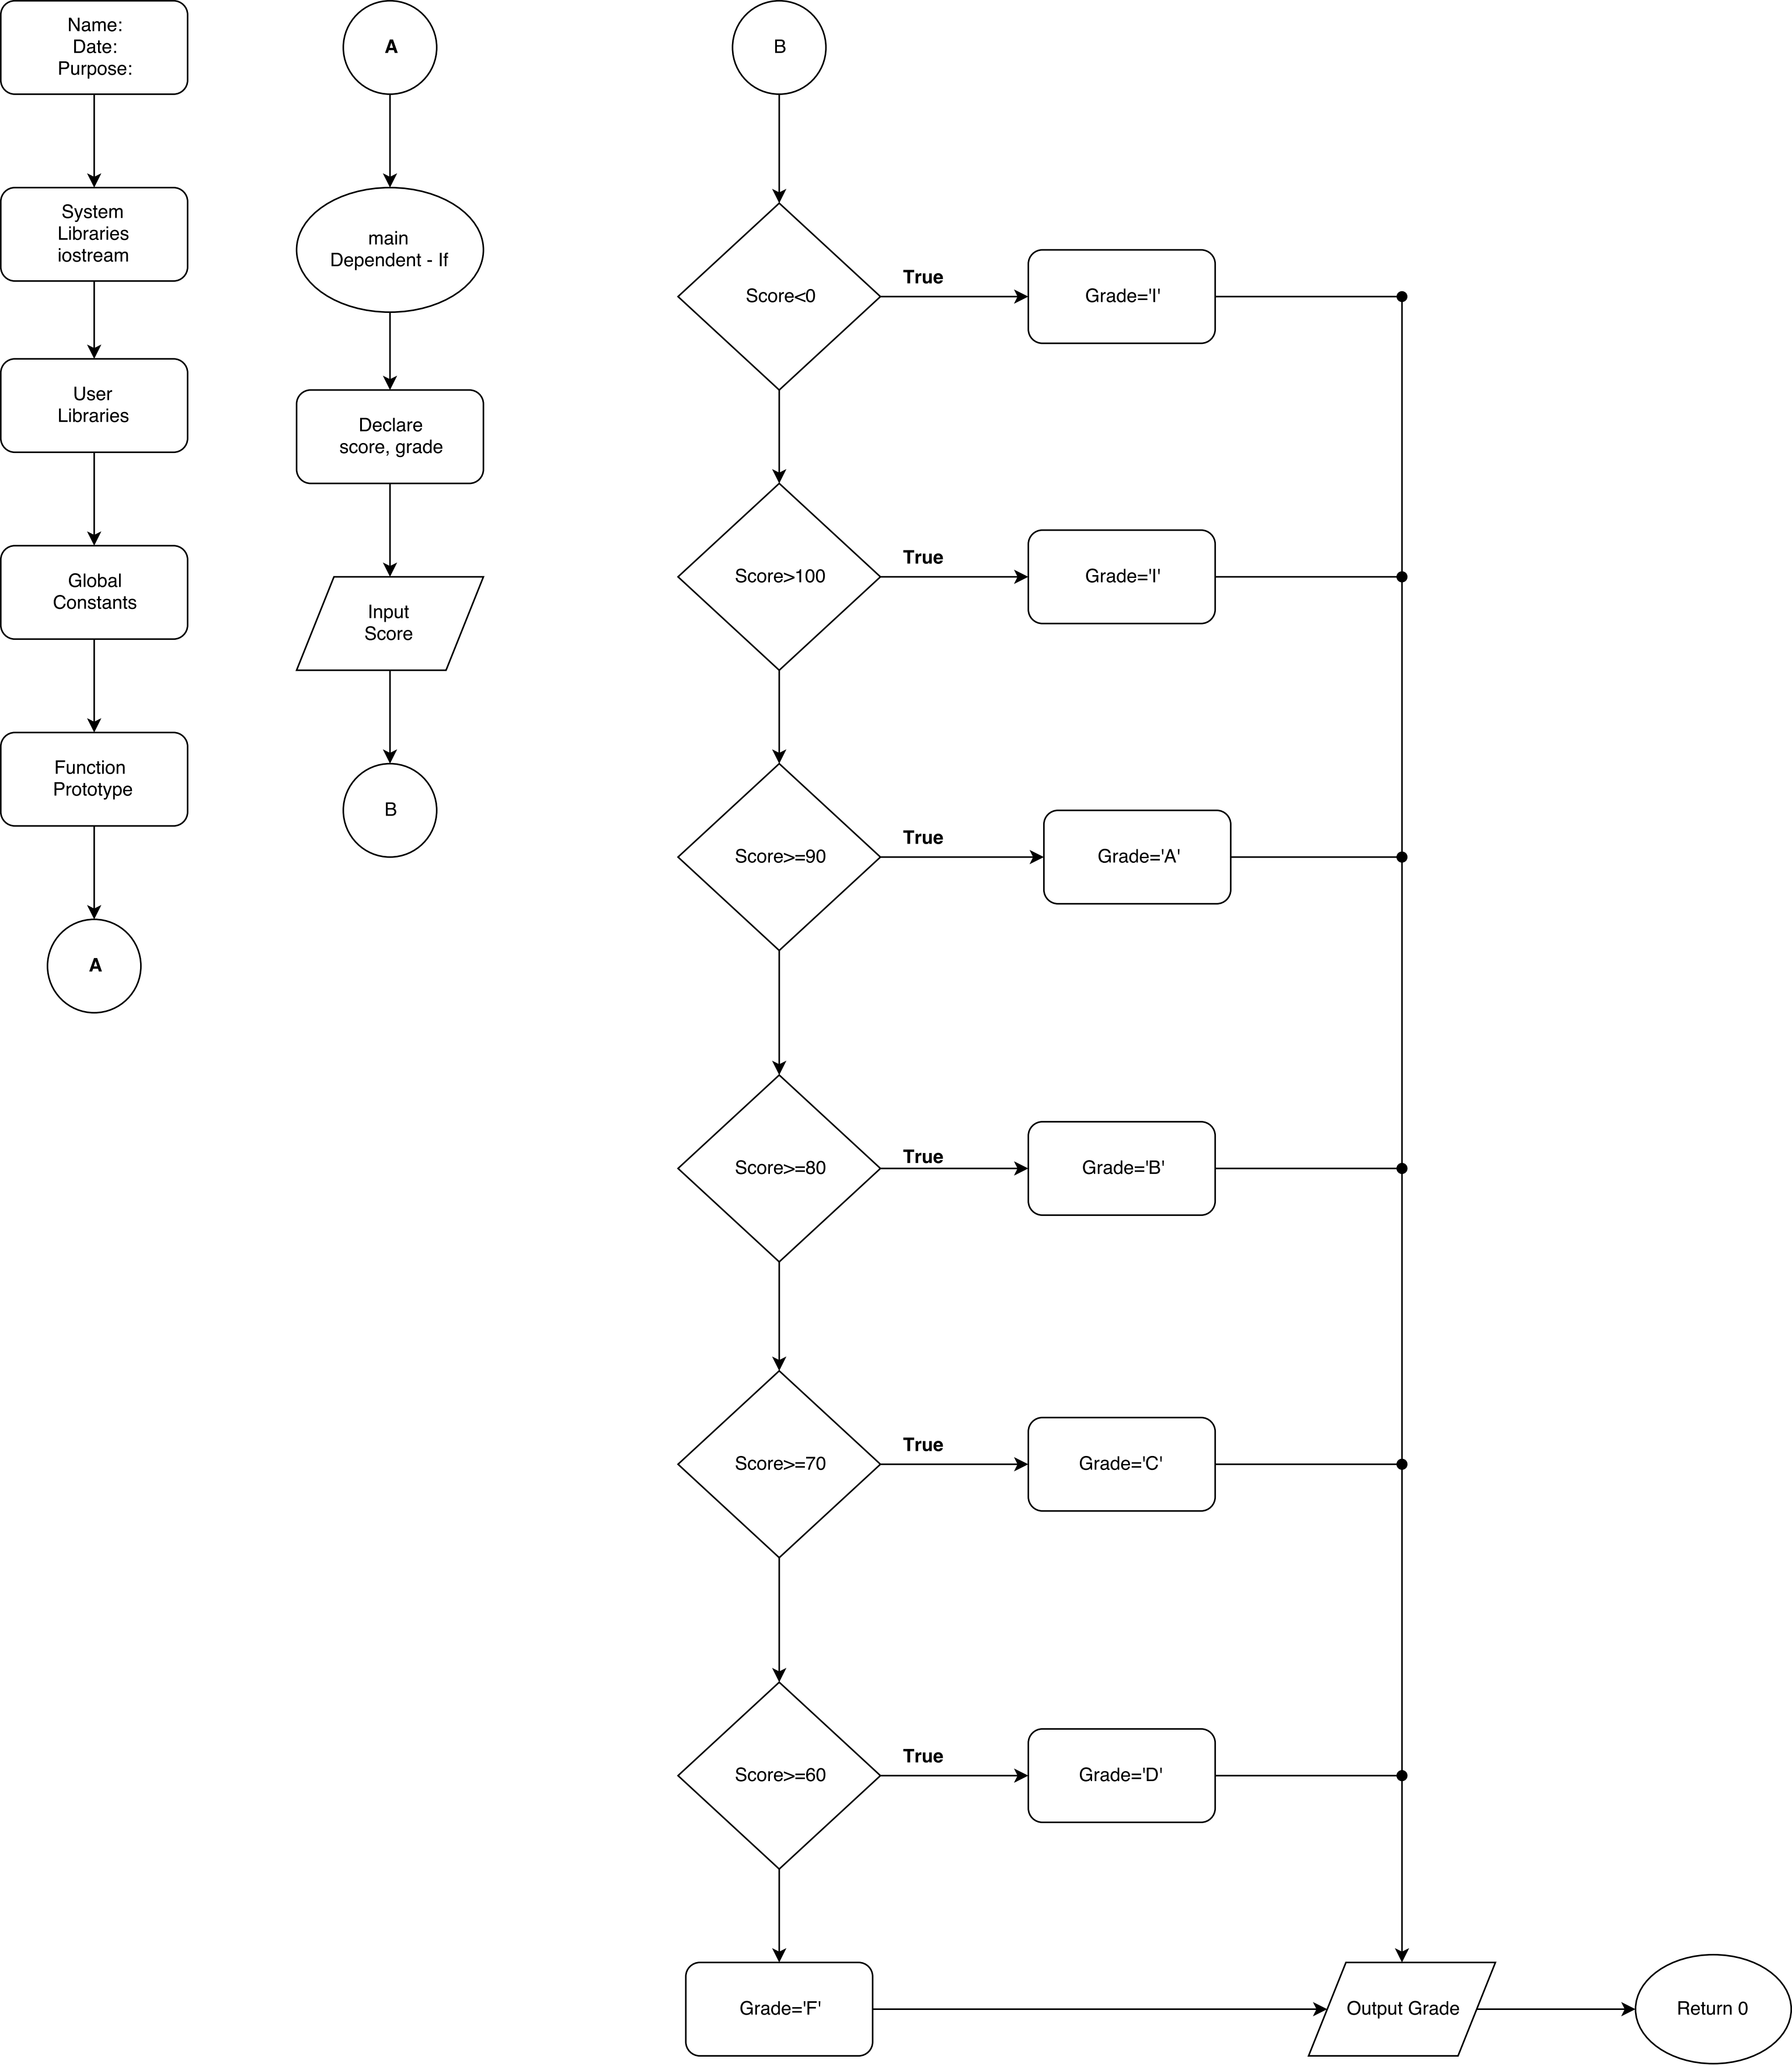 Name:
Date:
Purpose:
System
Libraries
iostream
User
Libraries
Global
Constants
Function
Prototype
A
A
main
Dependent - If
Declare
score, grade
Input
Score
B
B
Score<0
True
Grade='I'
Score>100
True
Grade='I'
Score>=90
True
Grade='A'
Score>=80
True
Grade='B'
Score>=70
True
Grade='C'
Score>=60
True
Grade='D'
Grade='F'
Output Grade
Return 0